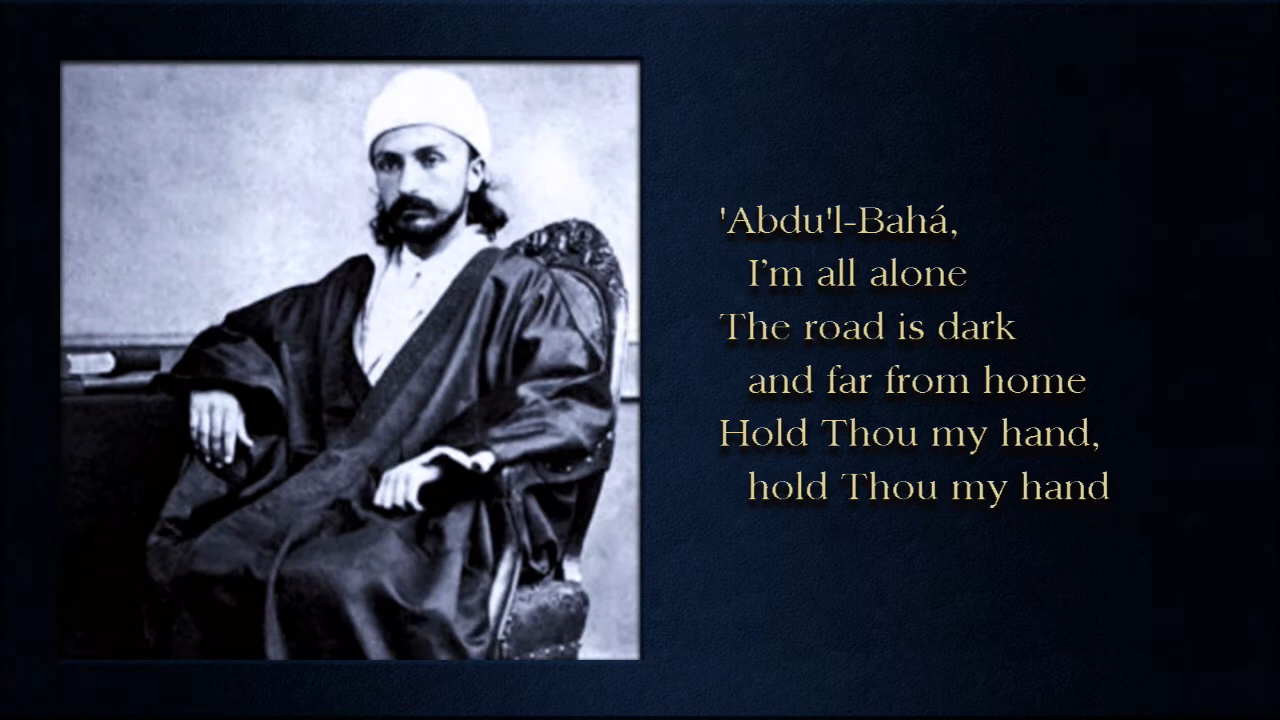 'Abdu'l-Bahá,
I’m all alone
The road is dark
and far from home
Hold Thou my hand,
hold Thou my hand